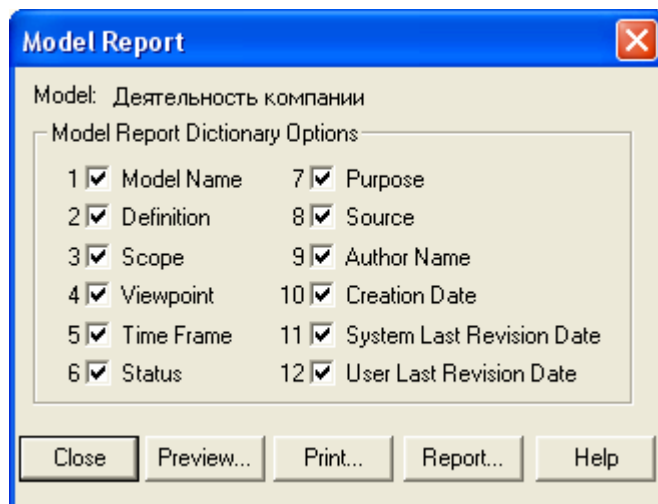 Model Report
Model: Деятельность компании
Model Report Dictionary Options
1 Model Name
2 Definition
3 Scope
4 Viewpoint
5 Time Frame
6 Status
7 Purpose
8 Source
9 Author Name
10 Creation Date
11 System Last Revision Date
12 User Last Revision Date
Close Preview... Print... Report... Help